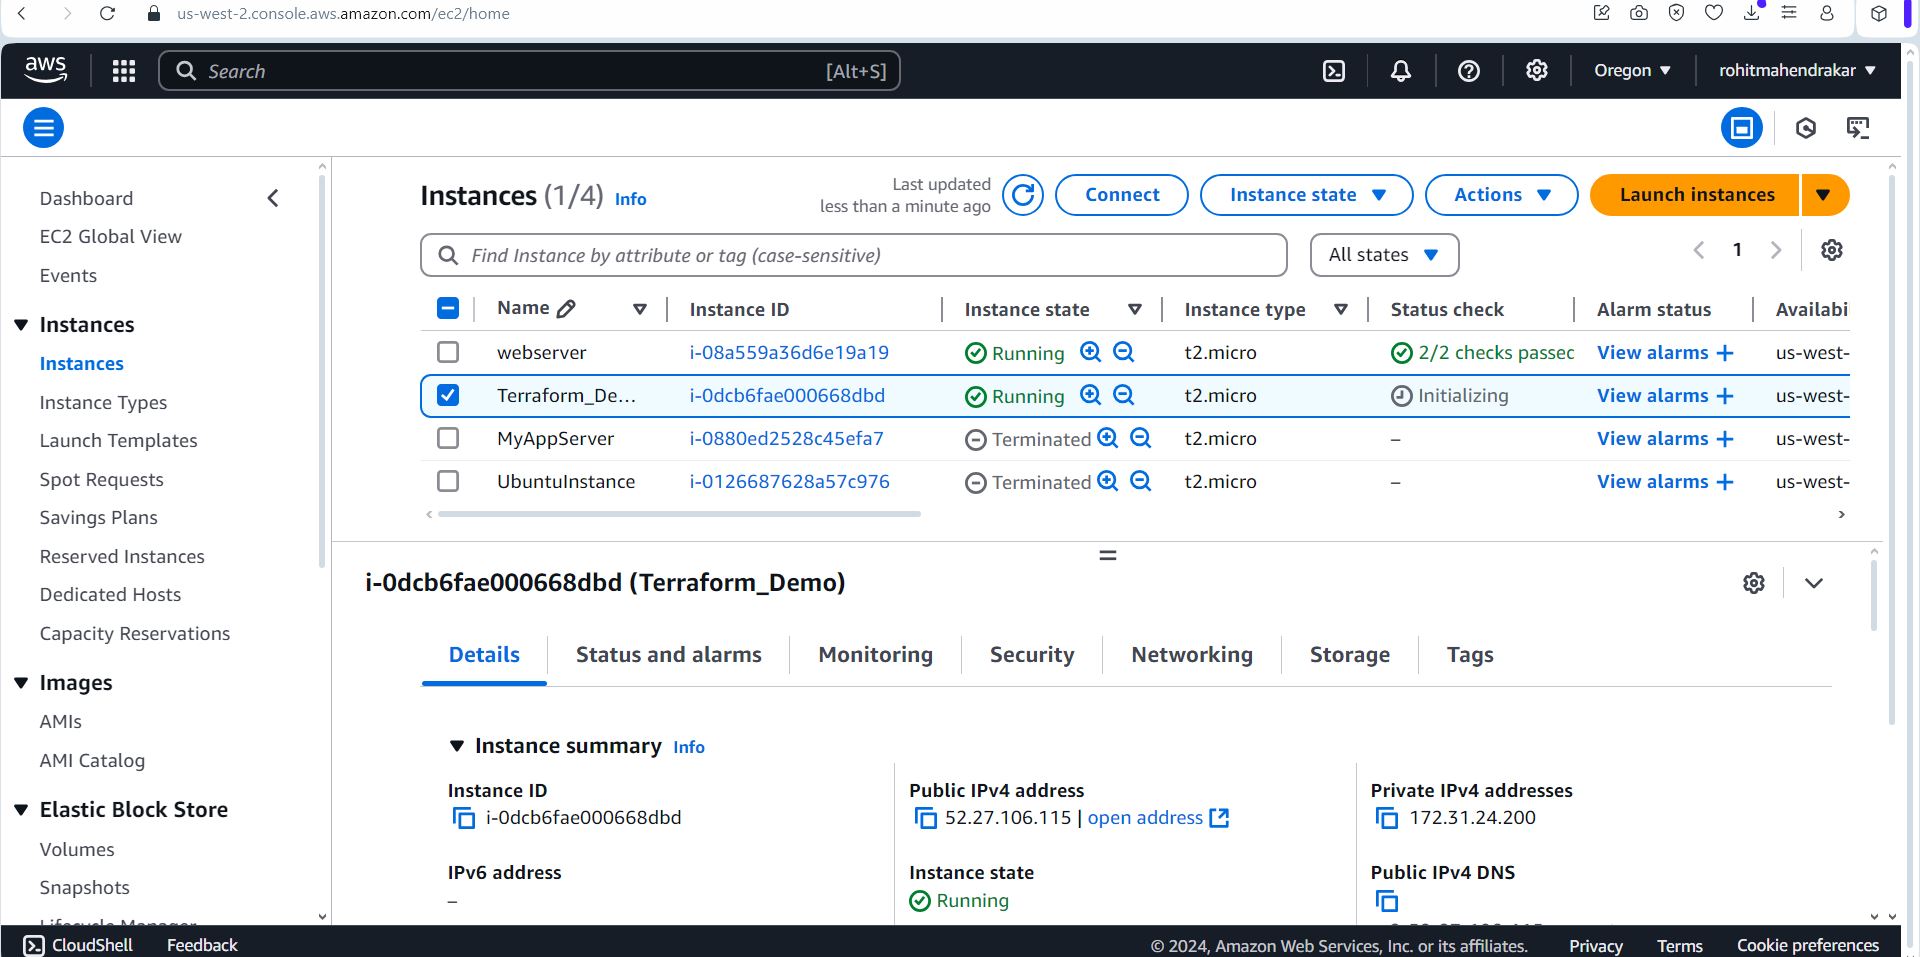 us-west-2.console.aws.amazon.com/ec2/home
aws
Search [Alt+S]
Oregon
rohitmahendrakar
Dashboard
EC2 Global View
Events
Instances
Instances
Instance Types
Launch Templates
Spot Requests
Savings Plans
Reserved Instances
Dedicated Hosts
Capacity Reservations
Images
AMIs
AMI Catalog
Elastic Block Store
Volumes
Snapshots
Lifecycle Manager
Instances (1/4) Info
Last updated
less than a minute ago
Connect
Instance state
Actions
Launch instances
Find Instance by attribute or tag (case-sensitive)
All states
1
Name Instance ID Instance state Instance type Status check Alarm status Availabi
webserver i-08a559a36d6e19a19 Running t2.micro 2/2 checks passed View alarms + us-west-
Terraform_De... i-0dcb6fae000668dbd Running t2.micro Initializing View alarms + us-west-
MyAppServer i-0880ed2528c45efa7 Terminated t2.micro – View alarms + us-west-
UbuntuInstance i-0126687628a57c976 Terminated t2.micro – View alarms + us-west-
i-0dcb6fae000668dbd (Terraform_Demo)
Details Status and alarms Monitoring Security Networking Storage Tags
Instance summary Info
Instance ID
i-0dcb6fae000668dbd
Public IPv4 address
52.27.106.115 | open address
Private IPv4 addresses
172.31.24.200
IPv6 address
–
Instance state
Running
Public IPv4 DNS
CloudShell Feedback © 2024, Amazon Web Services, Inc. or its affiliates. Privacy Terms Cookie preferences